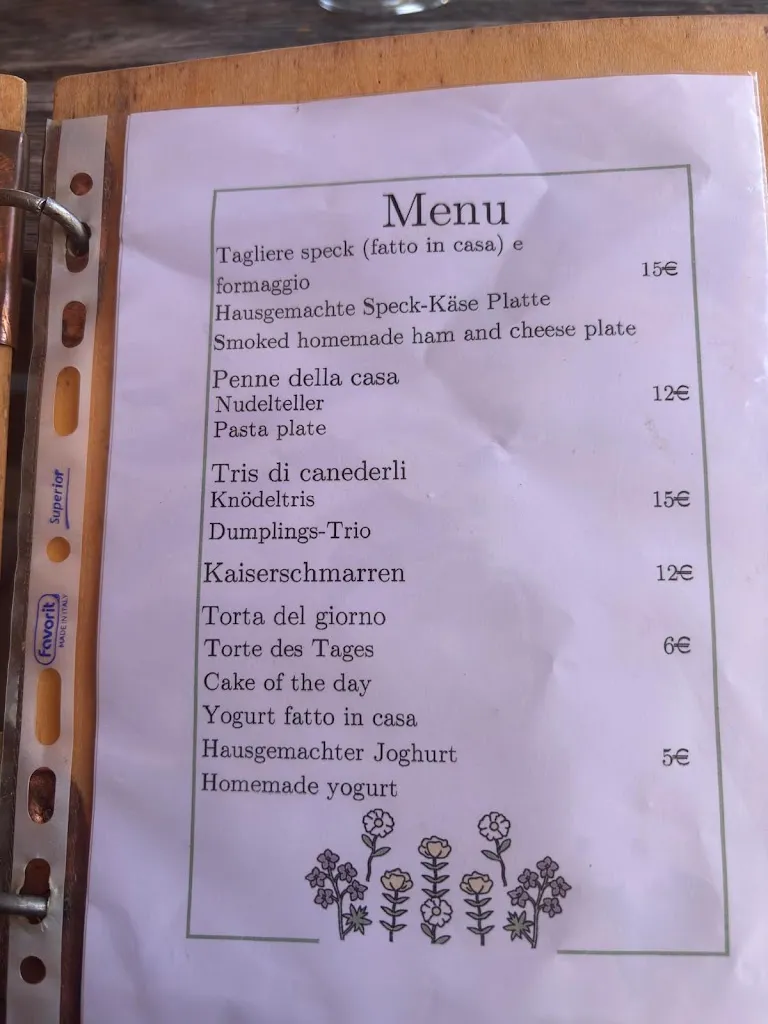 Menu
Tagliere speck (fatto in casa) e
formaggio
15€
Hausgemachte Speck-Käse Platte
Smoked homemade ham and cheese plate
Penne della casa
Nudelteller
12€
Pasta plate
Tris di canederli
Knödeltris
15€
Dumplings-Trio
Kaiserschmarren
12€
Torta del giorno
Torte des Tages
6€
Cake of the day
Yogurt fatto in casa
Hausgemachter Joghurt
5€
Homemade yogurt
Superior
Favorit
MADE IN ITALY